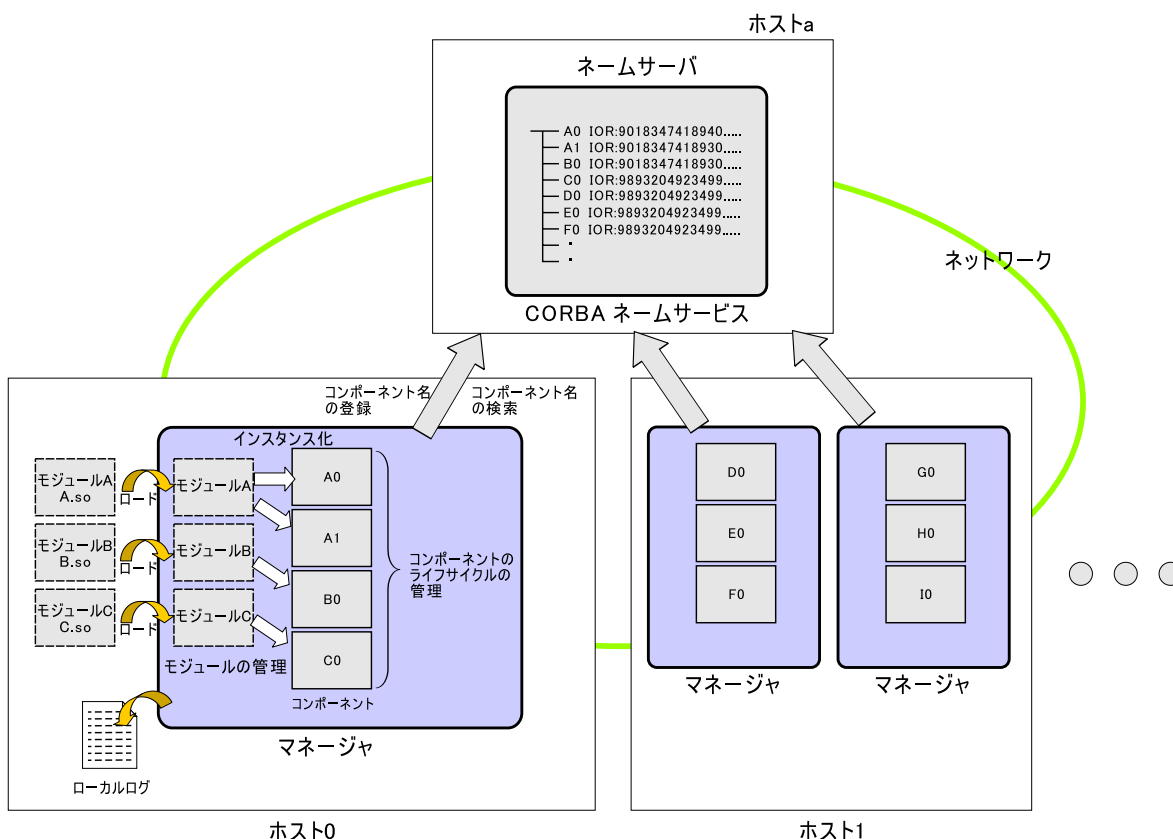 ホストa
ネームサーバ
A0 IOR:9018347418940.....
A1 IOR:9018347418930.....
B0 IOR:9018347418930.....
C0 IOR:9893204923499.....
D0 IOR:9893204923499.....
E0 IOR:9893204923499.....
F0 IOR:9893204923499.....
CORBA ネームサービス
ネットワーク
コンポーネント名
の登録
コンポーネント名
の検索
インスタンス化
モジュールA
A.so
ロード
モジュールA
A0
A1
モジュールB
B.so
ロード
モジュールB
B0
モジュールC
C.so
ロード
モジュールC
C0
コンポーネントの
ライフサイクルの
管理
モジュールの管理
コンポーネント
マネージャ
ローカルログ
ホスト0
D0
E0
F0
マネージャ
G0
H0
I0
マネージャ
ホスト1